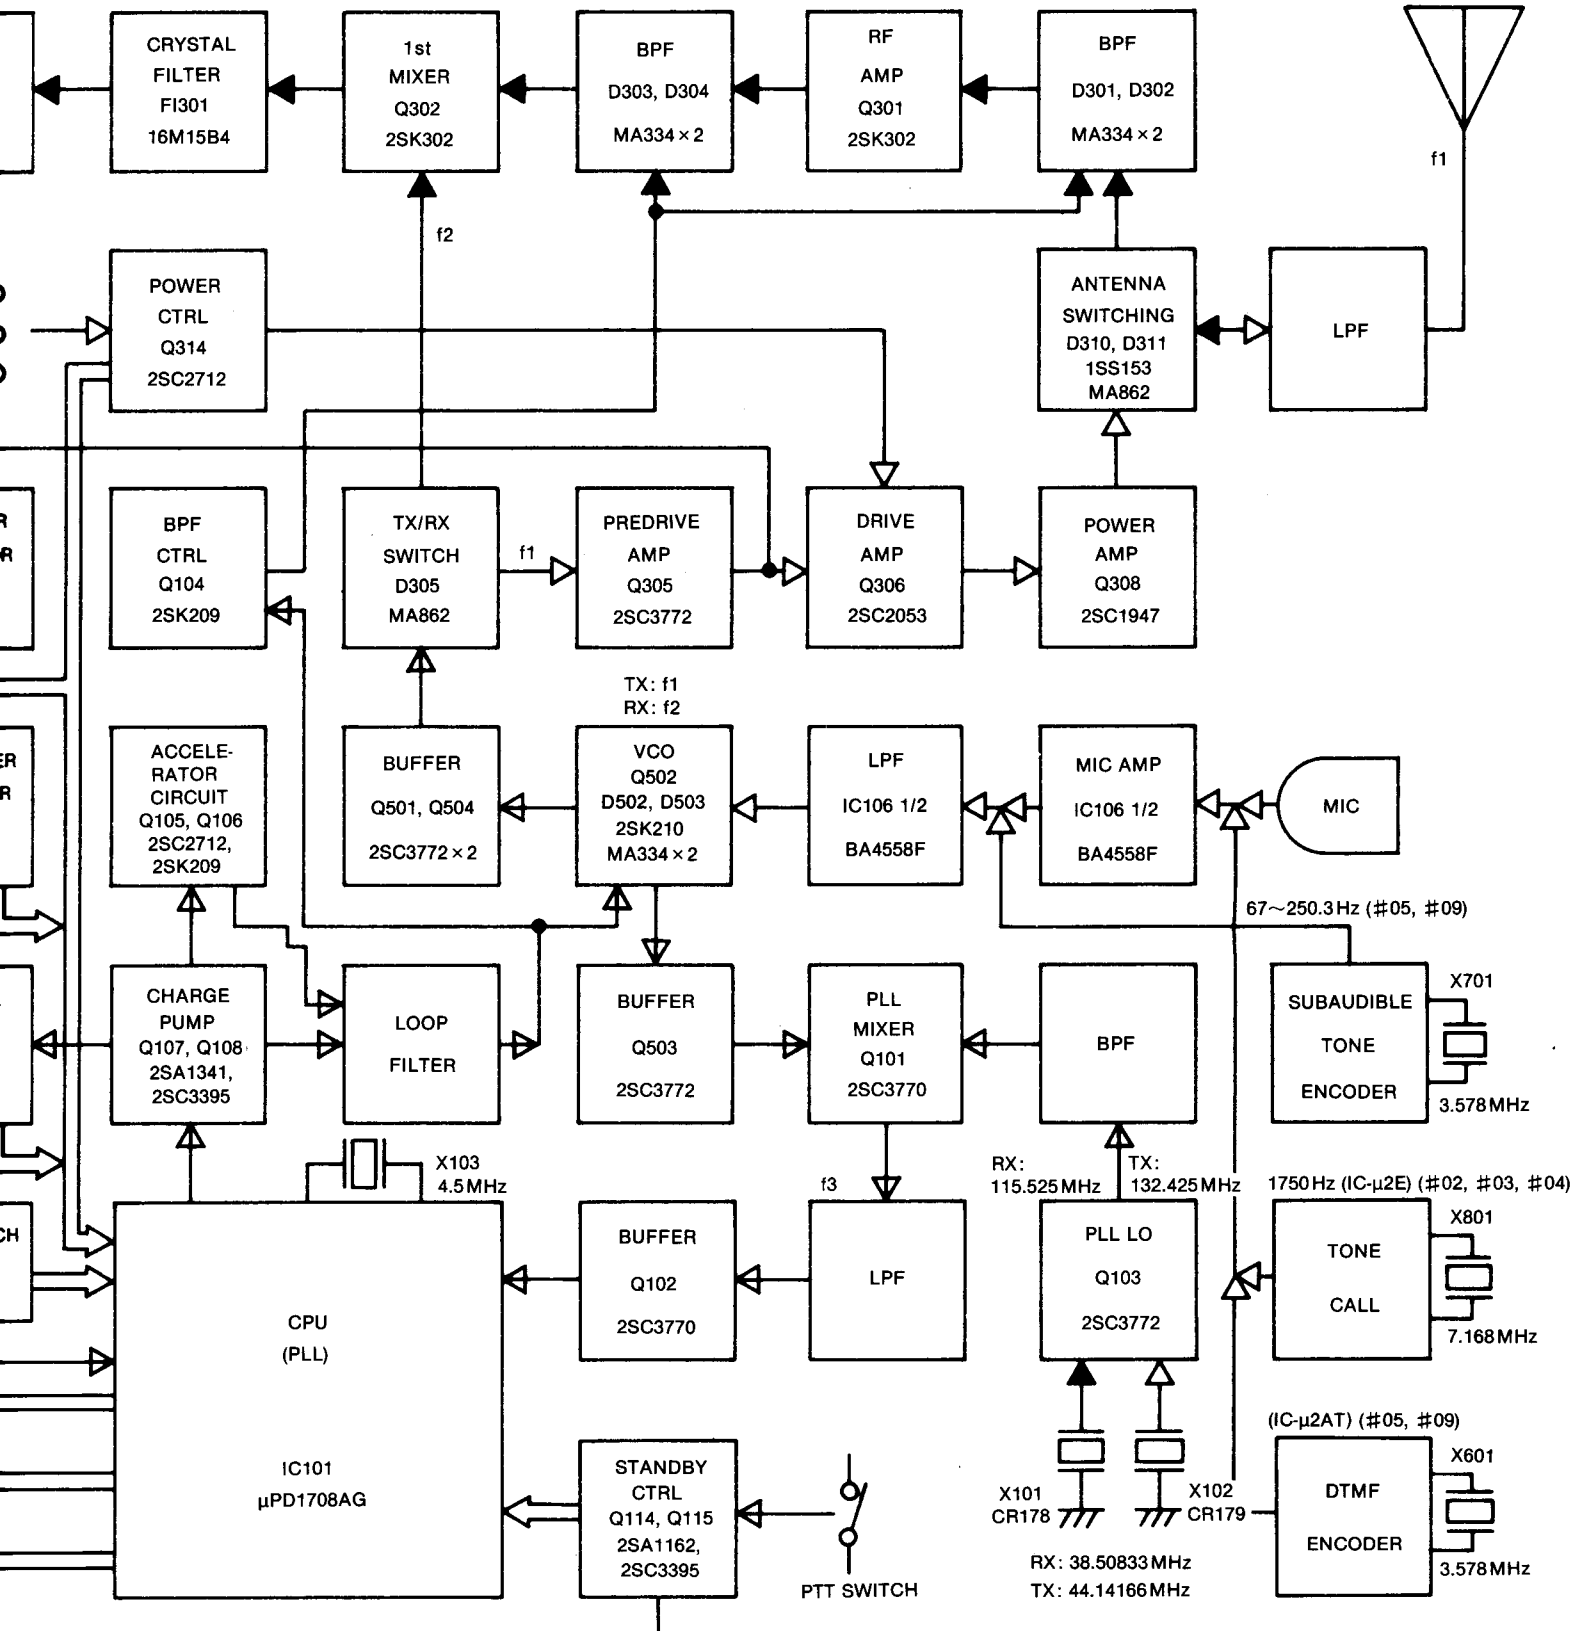 CRYSTAL
FILTER
FI301
16M15B4
1st
MIXER
Q302
2SK302
BPF
D303, D304
MA334×2
RF
AMP
Q301
2SK302
BPF
D301, D302
MA334×2
f1
f2
POWER
CTRL
Q314
2SC2712
ANTENNA
SWITCHING
D310, D311
1SS153
MA862
LPF
R
R
BPF
CTRL
Q104
2SK209
TX/RX
SWITCH
D305
MA862
f1
PREDRIVE
AMP
Q305
2SC3772
DRIVE
AMP
Q306
2SC2053
POWER
AMP
Q308
2SC1947
TX: f1
RX: f2
ER
R
ACCELE-
RATOR
CIRCUIT
Q105, Q106
2SC2712,
2SK209
BUFFER
Q501, Q504
2SC3772×2
VCO
Q502
D502, D503
2SK210
MA334×2
LPF
IC106 1/2
BA4558F
MIC AMP
IC106 1/2
BA4558F
MIC
67～250.3Hz (#05, #09)
CHARGE
PUMP
Q107, Q108
2SA1341,
2SC3395
LOOP
FILTER
BUFFER
Q503
2SC3772
PLL
MIXER
Q101
2SC3770
BPF
SUBAUDIBLE
TONE
ENCODER
X701
3.578MHz
X103
4.5MHz
f3
RX:
115.525MHz
TX:
132.425MHz
1750Hz (IC-μ2E) (#02, #03, #04)
CH
CPU
(PLL)
IC101
μPD1708AG
BUFFER
Q102
2SC3770
LPF
PLL LO
Q103
2SC3772
TONE
CALL
X801
7.168MHz
(IC-μ2AT) (#05, #09)
STANDBY
CTRL
Q114, Q115
2SA1162,
2SC3395
PTT SWITCH
X101
CR178
X102
CR179
RX: 38.50833MHz
TX: 44.14166MHz
DTMF
ENCODER
X601
3.578MHz